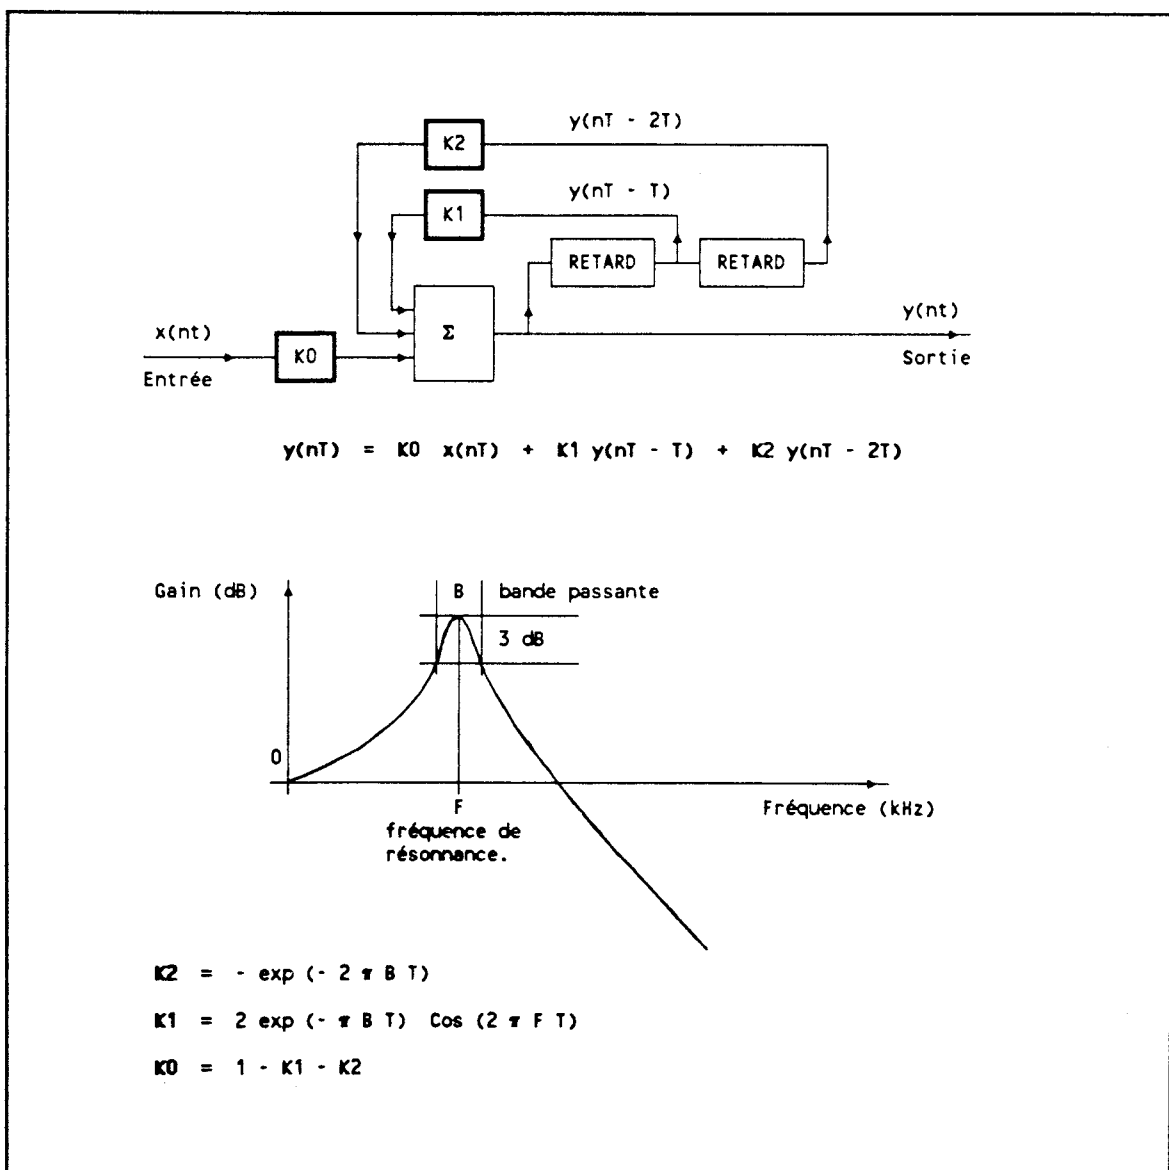 y(nT - 2T)
K2
y(nT - T)
K1
RETARD
RETARD
x(nt)
y(nt)
Σ
K0
Entrée
Sortie
y(nT) = K0 x(nT) + K1 y(nT - T) + K2 y(nT - 2T)
Gain (dB)
B
bande passante
3 dB
0
F
Fréquence (kHz)
fréquence de
résonnance.
K2 = - exp (- 2 π B T)
K1 = 2 exp (- π B T) Cos (2 π F T)
K0 = 1 - K1 - K2